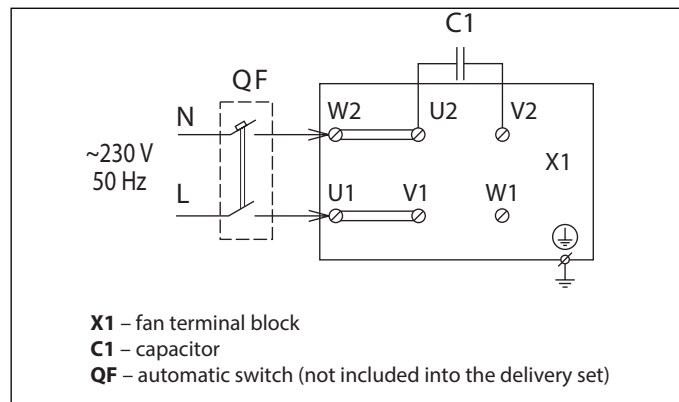 C1
QF
N
W2 U2 V2
~230 V
50 Hz
X1
L
U1 V1 W1
X1 – fan terminal block
C1 – capacitor
QF – automatic switch (not included into the delivery set)